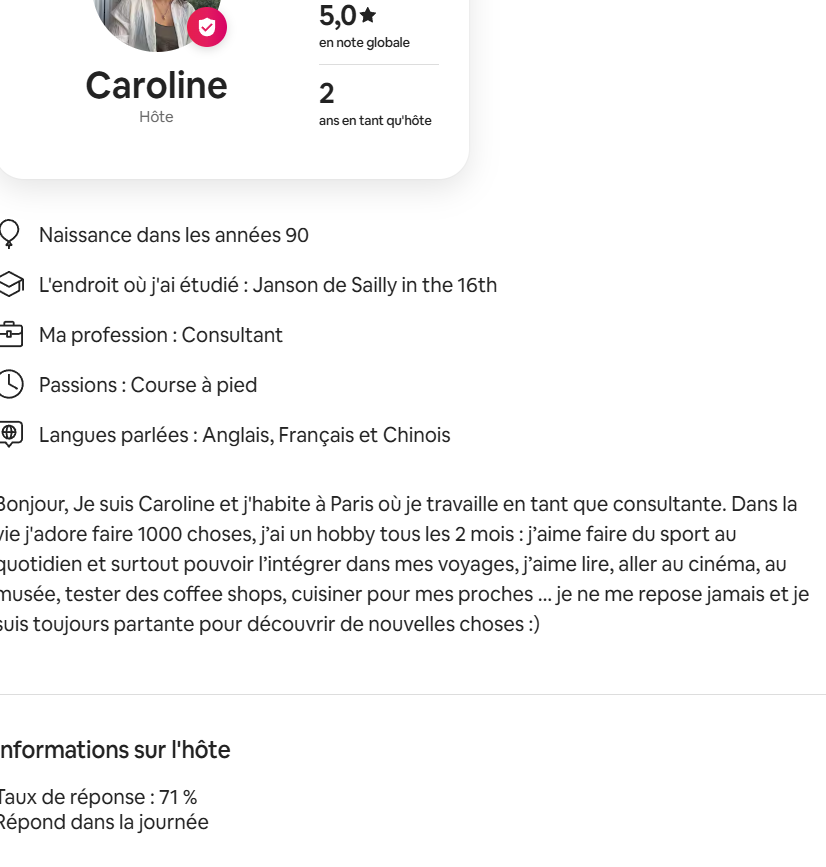 5,0★
en note globale
2
ans en tant qu'hôte
Caroline
Hôte
Naissance dans les années 90
L'endroit où j'ai étudié : Janson de Sailly in the 16th
Ma profession : Consultant
Passions : Course à pied
Langues parlées : Anglais, Français et Chinois
Bonjour, Je suis Caroline et j'habite à Paris où je travaille en tant que consultante. Dans la
vie j'adore faire 1000 choses, j’ai un hobby tous les 2 mois : j’aime faire du sport au
quotidien et surtout pouvoir l’intégrer dans mes voyages, j’aime lire, aller au cinéma, au
musée, tester des coffee shops, cuisiner pour mes proches ... je ne me repose jamais et je
suis toujours partante pour découvrir de nouvelles choses :)
Informations sur l'hôte
Taux de réponse : 71 %
Répond dans la journée